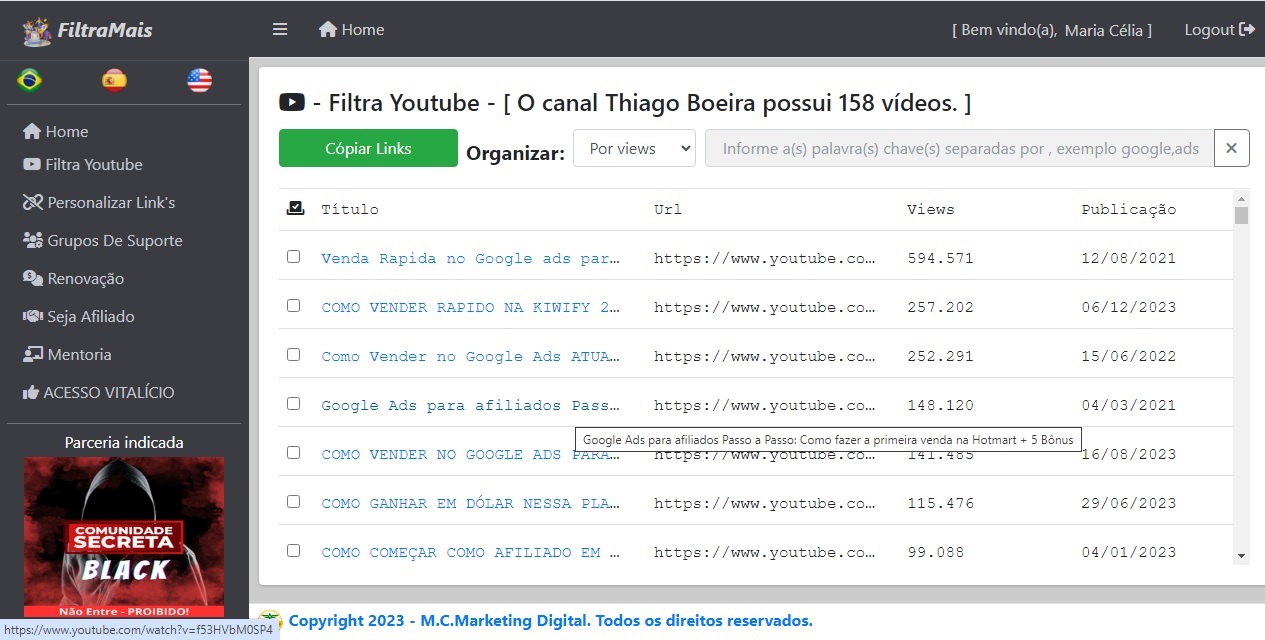 FiltraMais
Home
[ Bem vindo(a), Maria Célia ]
Logout
Home
Filtra Youtube
Personalizar Link's
Grupos De Suporte
Renovação
Seja Afiliado
Mentoria
ACESSO VITALÍCIO
Parceria indicada
COMUNIDADE
SECRETA
BLACK
Não Entre - PROIBIDO!
https://www.youtube.com/watch?v=f53HVbM0SP4
- Filtra Youtube - [ O canal Thiago Boeira possui 158 vídeos. ]
Cópiar Links
Organizar:
Por views
Informe a(s) palavra(s) chave(s) separadas por , exemplo google,ads
Título Url Views Publicação
Venda Rapida no Google ads par… https://www.youtube.co… 594.571 12/08/2021
COMO VENDER RAPIDO NA KIWIFY 2… https://www.youtube.co… 257.202 06/12/2023
Como Vender no Google Ads ATUA… https://www.youtube.co… 252.291 15/06/2022
Google Ads para afiliados Pass… https://www.youtube.co… 148.120 04/03/2021
Google Ads para afiliados Passo a Passo: Como fazer a primeira venda na Hotmart + 5 Bônus
COMO VENDER NO GOOGLE ADS PARA… https://www.youtube.co… 141.485 16/08/2023
COMO GANHAR EM DÓLAR NESSA PLA… https://www.youtube.co… 115.476 29/06/2023
COMO COMEÇAR COMO AFILIADO EM … https://www.youtube.co… 99.088 04/01/2023
Copyright 2023 - M.C.Marketing Digital. Todos os direitos reservados.